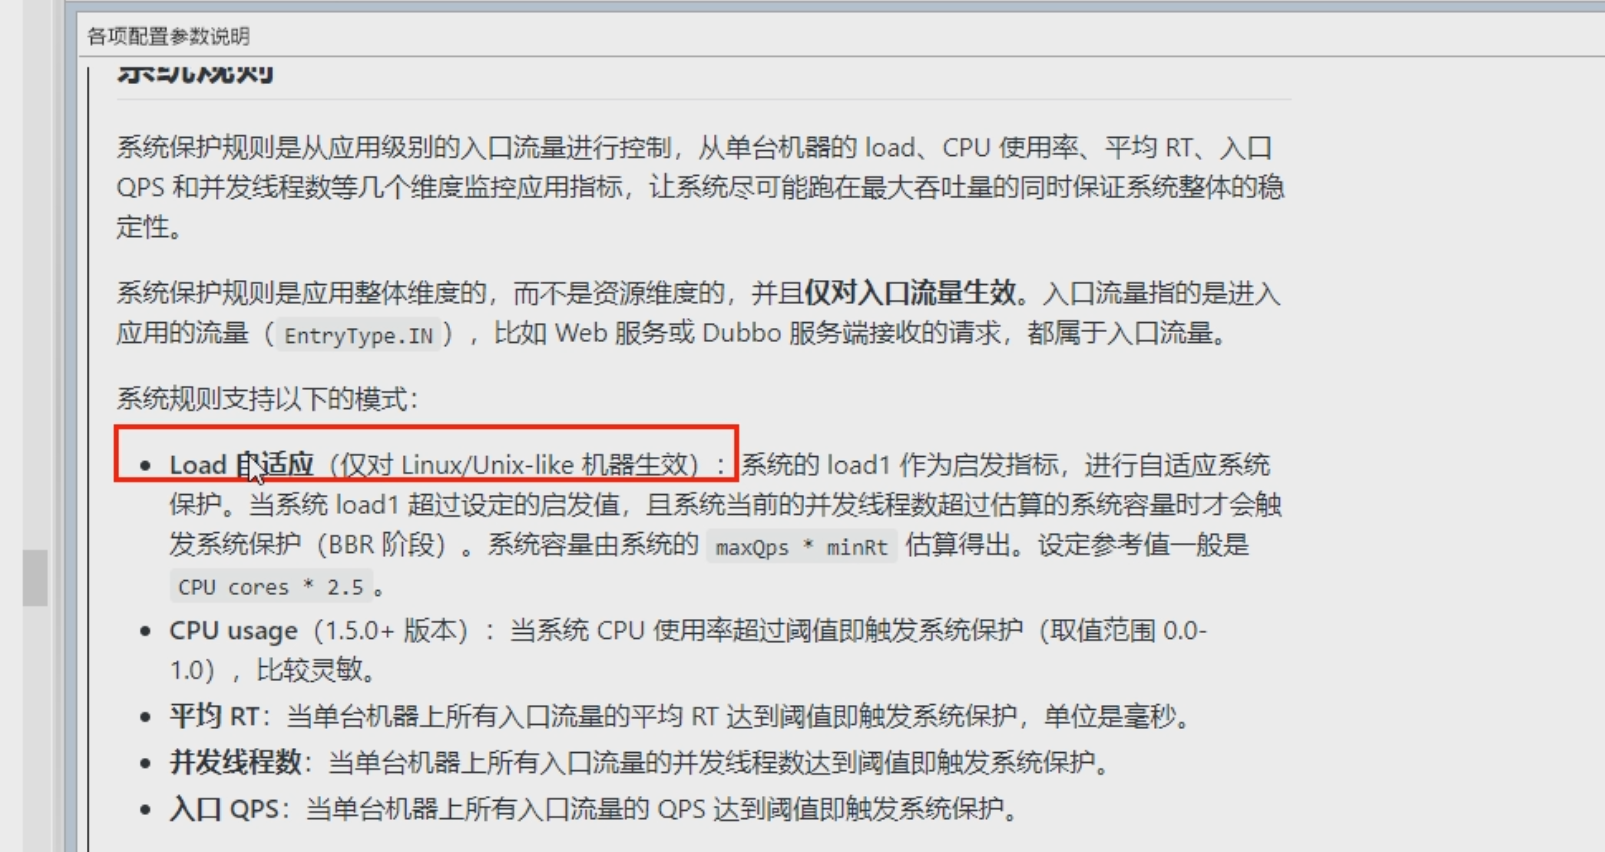 各项配置参数说明
系统规则
系统保护规则是从应用级别的入口流量进行控制，从单台机器的 load、CPU 使用率、平均 RT、入口
QPS 和并发线程数等几个维度监控应用指标，让系统尽可能跑在最大吞吐量的同时保证系统整体的稳
定性。
系统保护规则是应用整体维度的，而不是资源维度的，并且仅对入口流量生效。入口流量指的是进入
应用的流量（EntryType.IN），比如 Web 服务或 Dubbo 服务端接收的请求，都属于入口流量。
系统规则支持以下的模式：
• Load 自适应（仅对 Linux/Unix-like 机器生效）：系统的 load1 作为启发指标，进行自适应系统
保护。当系统 load1 超过设定的启发值，且系统当前的并发线程数超过估算的系统容量时才会触
发系统保护（BBR 阶段）。系统容量由系统的 maxQps * minRt 估算得出。设定参考值一般是
CPU cores * 2.5。
• CPU usage（1.5.0+ 版本）：当系统 CPU 使用率超过阈值即触发系统保护（取值范围 0.0-
1.0），比较灵敏。
• 平均 RT：当单台机器上所有入口流量的平均 RT 达到阈值即触发系统保护，单位是毫秒。
• 并发线程数：当单台机器上所有入口流量的并发线程数达到阈值即触发系统保护。
• 入口 QPS：当单台机器上所有入口流量的 QPS 达到阈值即触发系统保护。